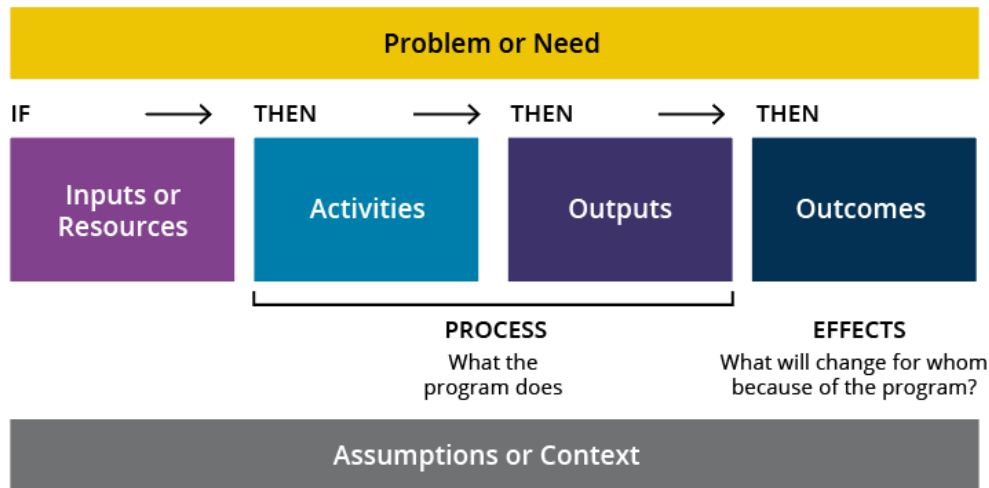 Problem or Need
IF → THEN → THEN → THEN
Inputs or
Resources
Activities
Outputs
Outcomes
PROCESS
What the
program does
EFFECTS
What will change for whom
because of the program?
Assumptions or Context